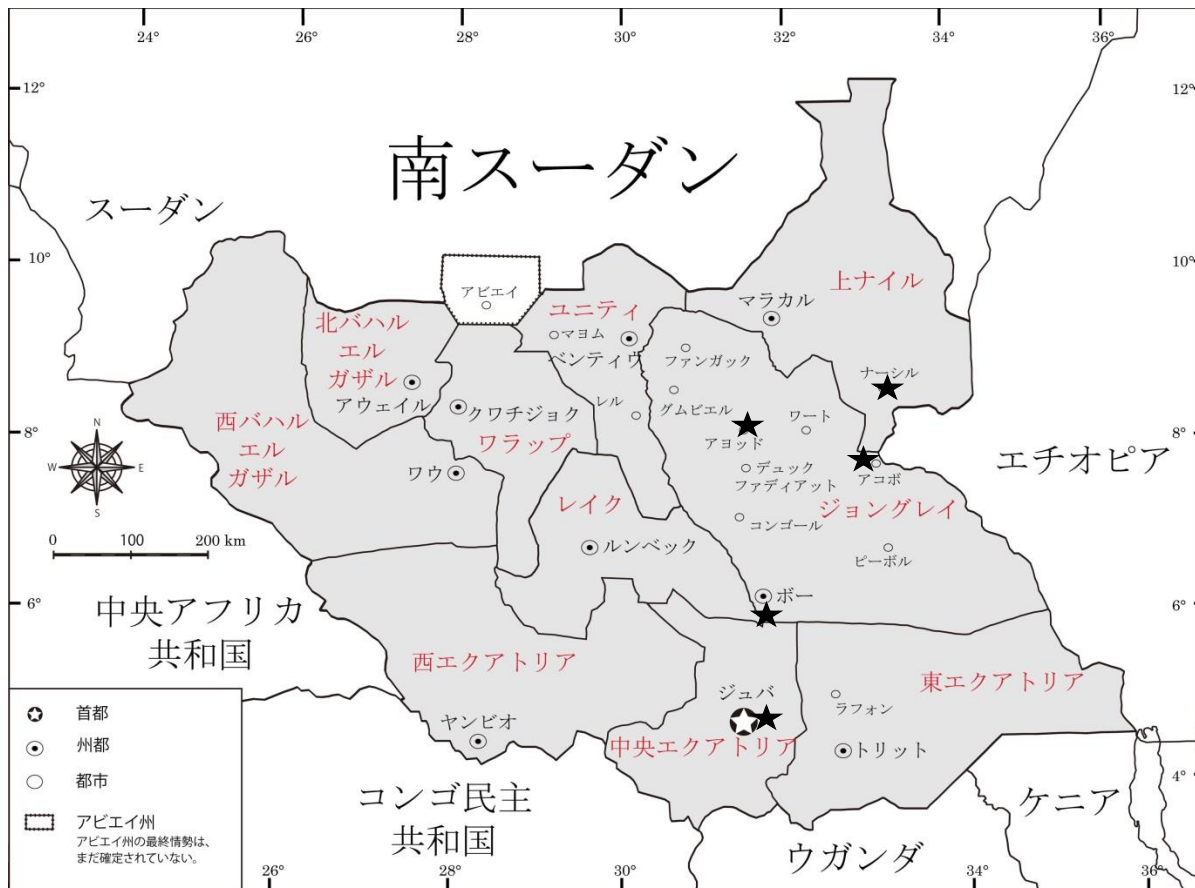 24°
26°
28°
30°
32°
34°
36°
12°
12°
南スーダン
スーダン
10°
10°
アビエイ
上ナイル
マラカル
ユニティ
マヨム
ベンティウ
北バハル
エル
ガザル
ファンガック
アウェイル
ナーシル
クワチジョク
レル
グムビエル
ワート
西バハル
エル
ガザル
ワラップ
アヨッド
8°
8°
エチオピア
N
W
E
S
ワウ
デュック
ファディアット
アコボ
レイク
ジョングレイ
コンゴール
0
100
200 km
ルンベック
ピーボル
ボー
6°
6°
中央アフリカ
共和国
西エクアトリア
東エクアトリア
ジュバ
ラフォン
ヤンビオ
中央エクアトリア
トリット
4°
コンゴ民主
共和国
ケニア
ウガンダ
首都
州都
都市
アビエイ州
アビエイ州の最終情勢は、
まだ確定されていない。
26°
28°
30°
34°